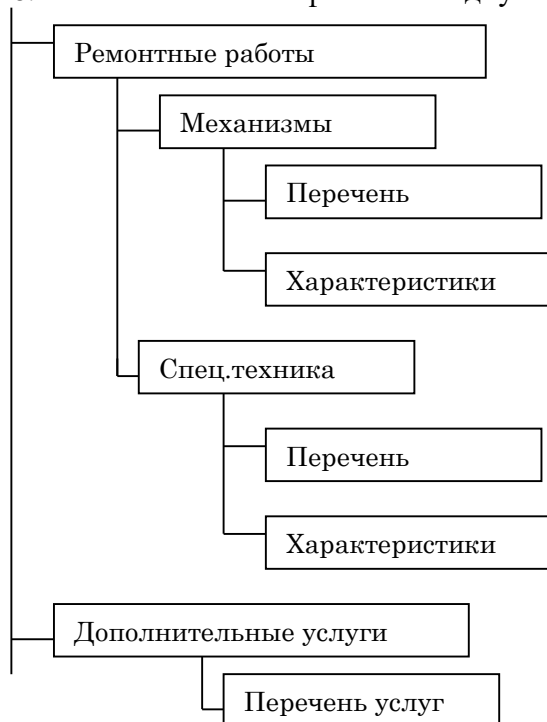 Ремонтные работы
Механизмы
Перечень
Характеристики
Спец.техника
Перечень
Характеристики
Дополнительные услуги
Перечень услуг